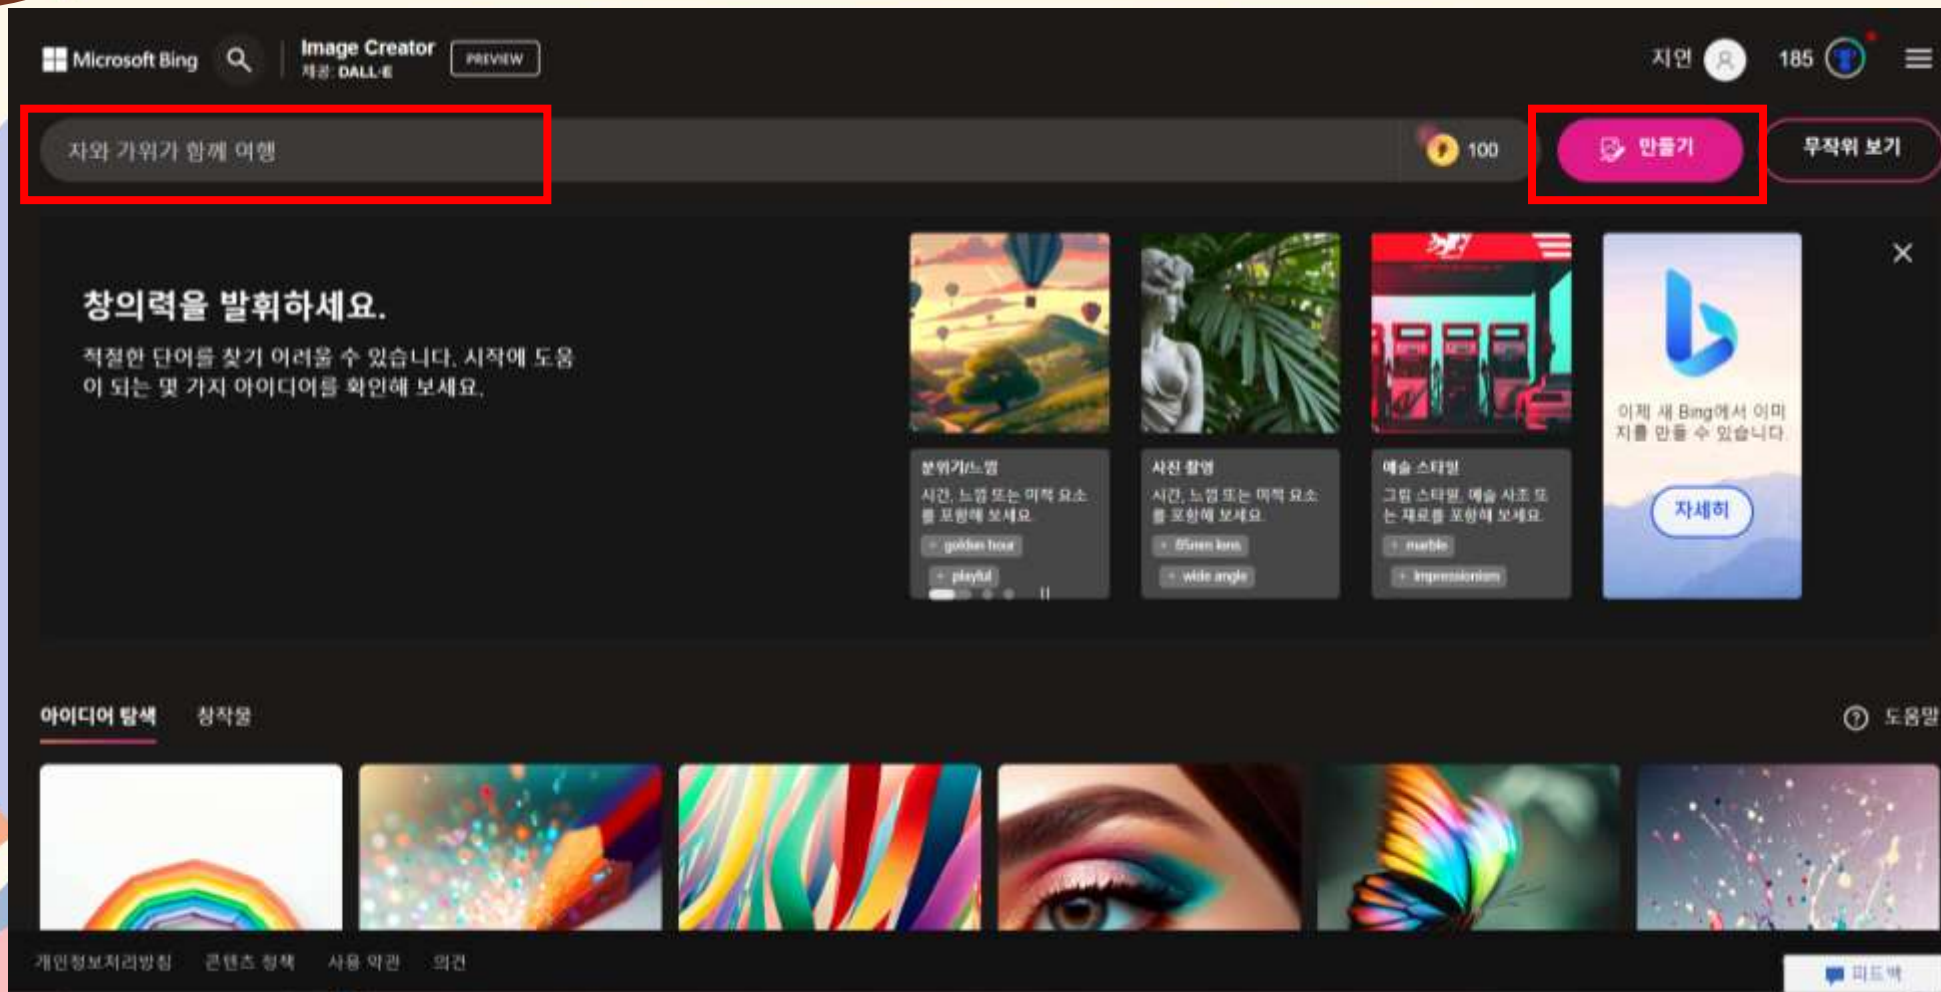 Microsoft Bing
Image Creator
제공: DALL·E
PREVIEW
지연
185
자와 가위가 함께 여행
100
만들기
무작위 보기
창의력을 발휘하세요.
적절한 단어를 찾기 어려울 수 있습니다. 시작에 도움
이 되는 몇 가지 아이디어를 확인해 보세요.
분위기/느낌
시간, 느낌 또는 미적 요소
를 포함해 보세요.
+ golden hour
+ playful
사진 촬영
시간, 느낌 또는 미적 요소
를 포함해 보세요.
+ 85mm lens
+ wide angle
예술 스타일
그림 스타일, 예술 사조 또
는 재료를 포함해 보세요.
+ marble
+ Impressionism
이제 새 Bing에서 이미
지를 만들 수 있습니다.
자세히
아이디어 탐색
창작물
도움말
개인정보처리방침
콘텐츠 정책
사용 약관
의견
피드백